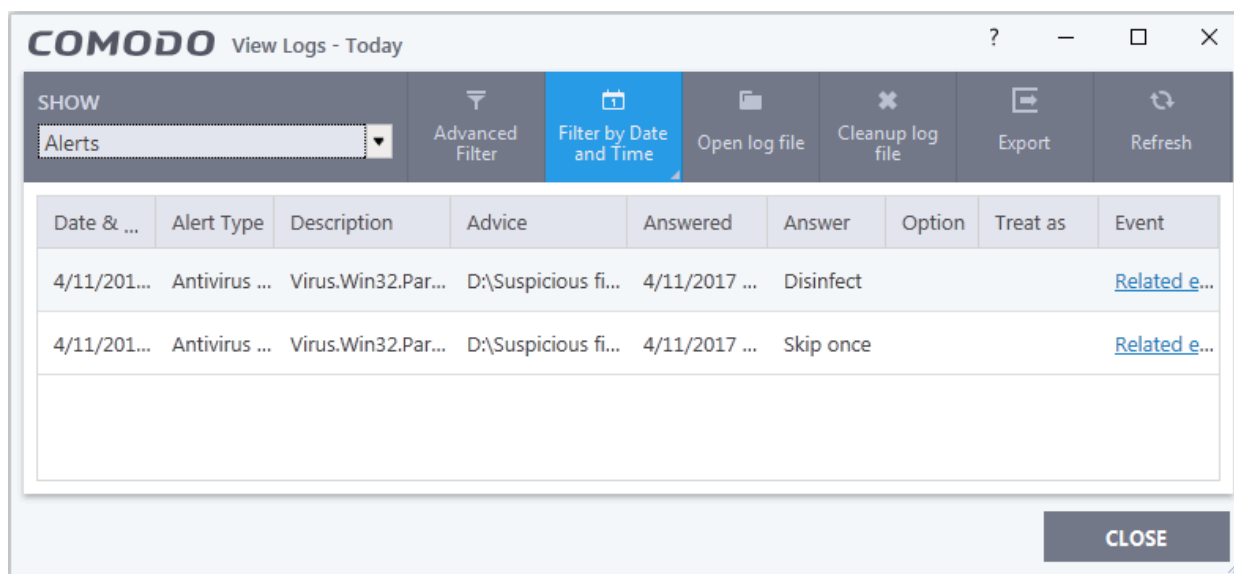 COMODO View Logs - Today ?
SHOW
Alerts
Advanced
Filter
Filter by Date
and Time
Open log file
Cleanup log
file
Export
Refresh
Date & ... Alert Type Description Advice Answered Answer Option Treat as Event
4/11/201... Antivirus ... Virus.Win32.Par... D:\Suspicious fi... 4/11/2017 ... Disinfect Related e...
4/11/201... Antivirus ... Virus.Win32.Par... D:\Suspicious fi... 4/11/2017 ... Skip once Related e...
CLOSE